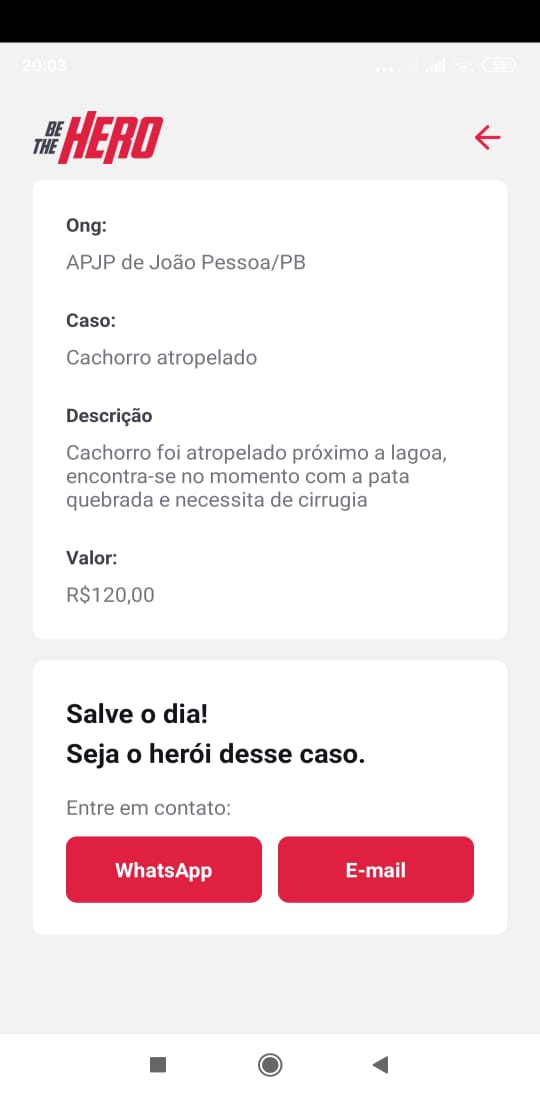 20:03
BE
THE HERO
Ong:
APJP de João Pessoa/PB
Caso:
Cachorro atropelado
Descrição
Cachorro foi atropelado próximo a lagoa,
encontra-se no momento com a pata
quebrada e necessita de cirrugia
Valor:
R$120,00
Salve o dia!
Seja o herói desse caso.
Entre em contato:
WhatsApp
E-mail